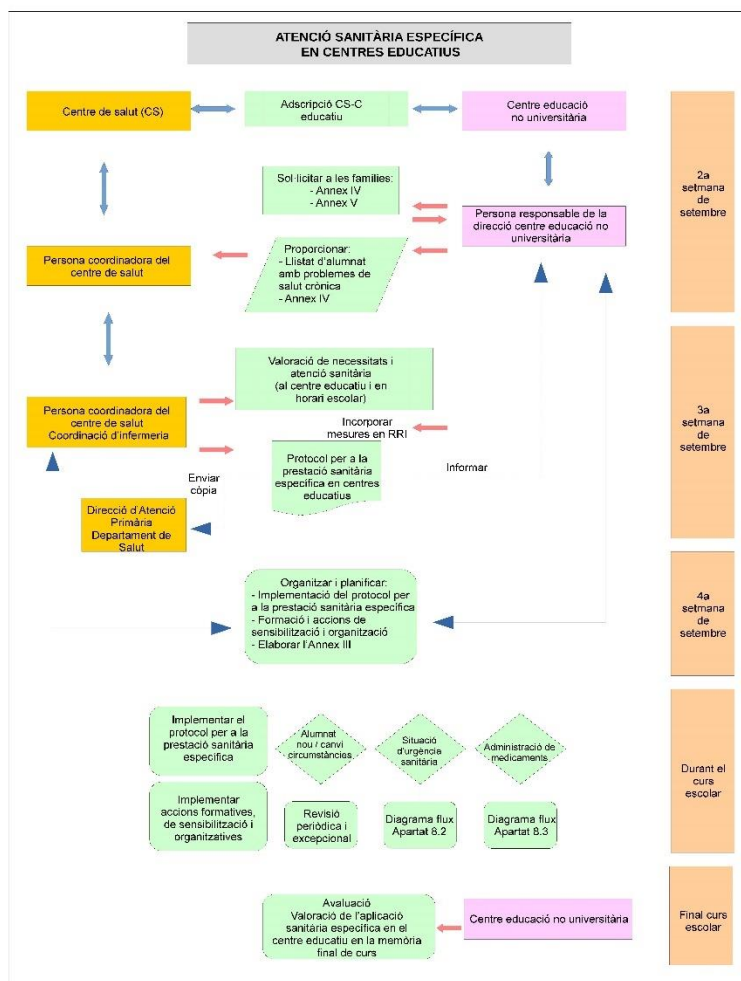 ATENCIÓ SANITÀRIA ESPECÍFICA
EN CENTRES EDUCATIUS
Centre de salut (CS)
Adscripció CS-C
educatiu
Centre educació
no universitària
Sol·licitar a les famílies:
- Annex IV
- Annex V
Persona responsable de la
direcció centre educació no
universitària
2a
setmana
de
setembre
Persona coordinadora del
centre de salut
Proporcionar:
- Llistat d'alumnat
amb problemes de
salut crònica
- Annex IV
Valoració de necessitats i
atenció sanitària
(al centre educatiu i en
horari escolar)
Persona coordinadora del
centre de salut
Coordinació d'infermeria
Incorporar
mesures en RRI
3a
setmana
de
setembre
Protocol per a la
prestació sanitària
específica en centres
educatius
Informar
Enviar
còpia
Direcció d'Atenció
Primària
Departament de
Salut
Organitzar i planificar:
- Implementació del protocol per
a la prestació sanitària específica
- Formació i accions de
sensibilització i organització
- Elaborar l'Annex III
4a
setmana
de
setembre
Implementar el
protocol per a la
prestació sanitària
específica
Alumnat
nou / canvi
circumstàncies.
Situació
d'urgència
sanitària
Administració de
medicaments.
Durant el
curs
escolar
Implementar
accions formatives,
de sensibilització i
organitzatives
Revisió
periòdica i
excepcional
Diagrama flux
Apartat 8.2
Diagrama flux
Apartat 8.3
Avaluació
Valoració de l'aplicació
sanitària específica en el
centre educatiu en la memòria
final de curs
Centre educació no universitària
Final curs
escolar